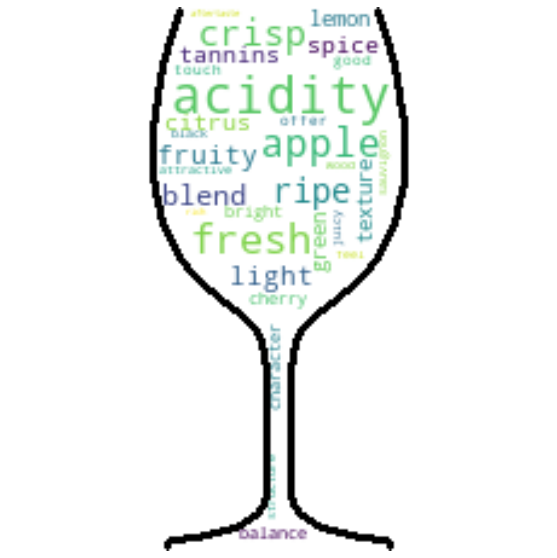 aftertaste
lemon
crisp
spice
tannins
good
touch
acidity
citrus
offer
black
apple
fruity
wood
sauvignon
attractive
texture
blend
ripe
bright
juicy
green
fresh
feel
light
cherry
character
structure
balance